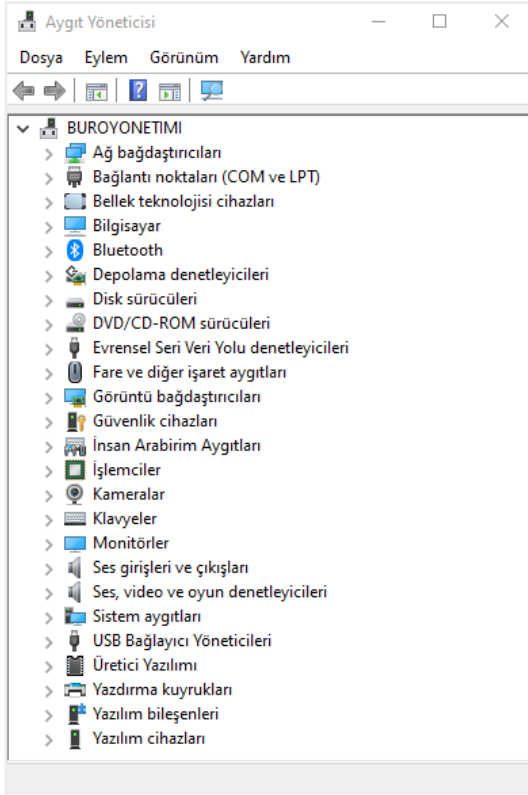 Aygıt Yöneticisi
Dosya Eylem Görünüm Yardım
BUROYONETIMI
Ağ bağdaştırıcıları
Bağlantı noktaları (COM ve LPT)
Bellek teknolojisi cihazları
Bilgisayar
Bluetooth
Depolama denetleyicileri
Disk sürücüleri
DVD/CD-ROM sürücüleri
Evrensel Seri Veri Yolu denetleyicileri
Fare ve diğer işaret aygıtları
Görüntü bağdaştırıcıları
Güvenlik cihazları
İnsan Arabirim Aygıtları
İşlemciler
Kameralar
Klavyeler
Monitörler
Ses girişleri ve çıkışları
Ses, video ve oyun denetleyicileri
Sistem aygıtları
USB Bağlayıcı Yöneticileri
Üretici Yazılımı
Yazdırma kuyrukları
Yazılım bileşenleri
Yazılım cihazları